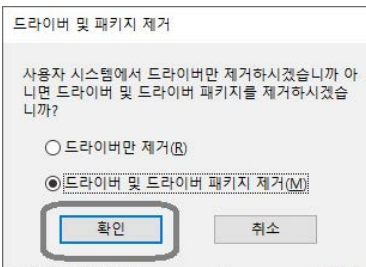 드라이버 및 패키지 제거
사용자 시스템에서 드라이버만 제거하시겠습니까 아
니면 드라이버 및 드라이버 패키지를 제거하시겠습
니까?
드라이버만 제거(R)
드라이버 및 드라이버 패키지 제거(M)
확인 취소